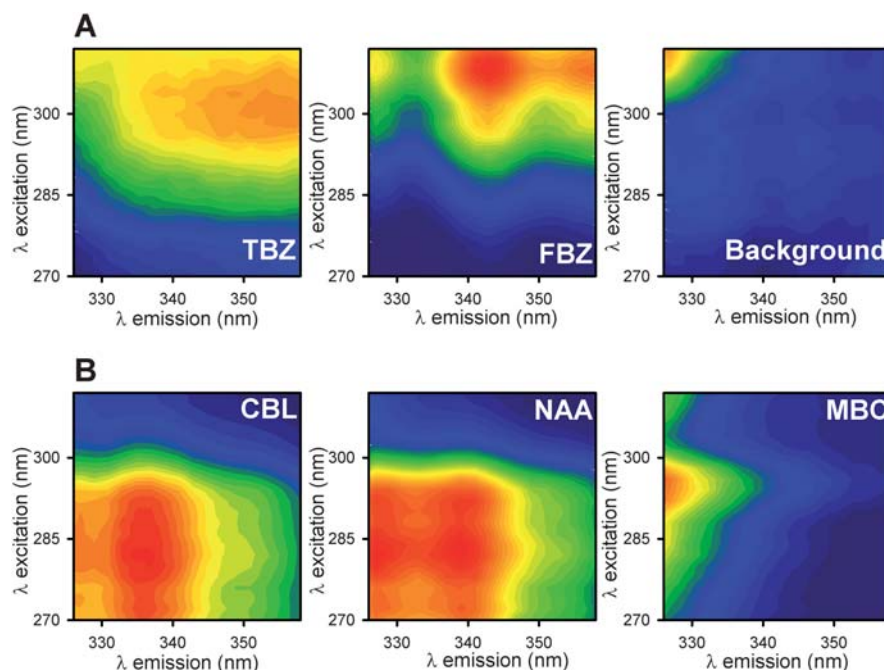 A
λ excitation (nm)
300
285
270
TBZ
330 340 350
λ emission (nm)
λ excitation (nm)
300
285
270
FBZ
330 340 350
λ emission (nm)
λ excitation (nm)
300
285
270
Background
330 340 350
λ emission (nm)
B
λ excitation (nm)
300
285
270
CBL
330 340 350
λ emission (nm)
λ excitation (nm)
300
285
270
NAA
330 340 350
λ emission (nm)
λ excitation (nm)
300
285
270
MBC
330 340 350
λ emission (nm)